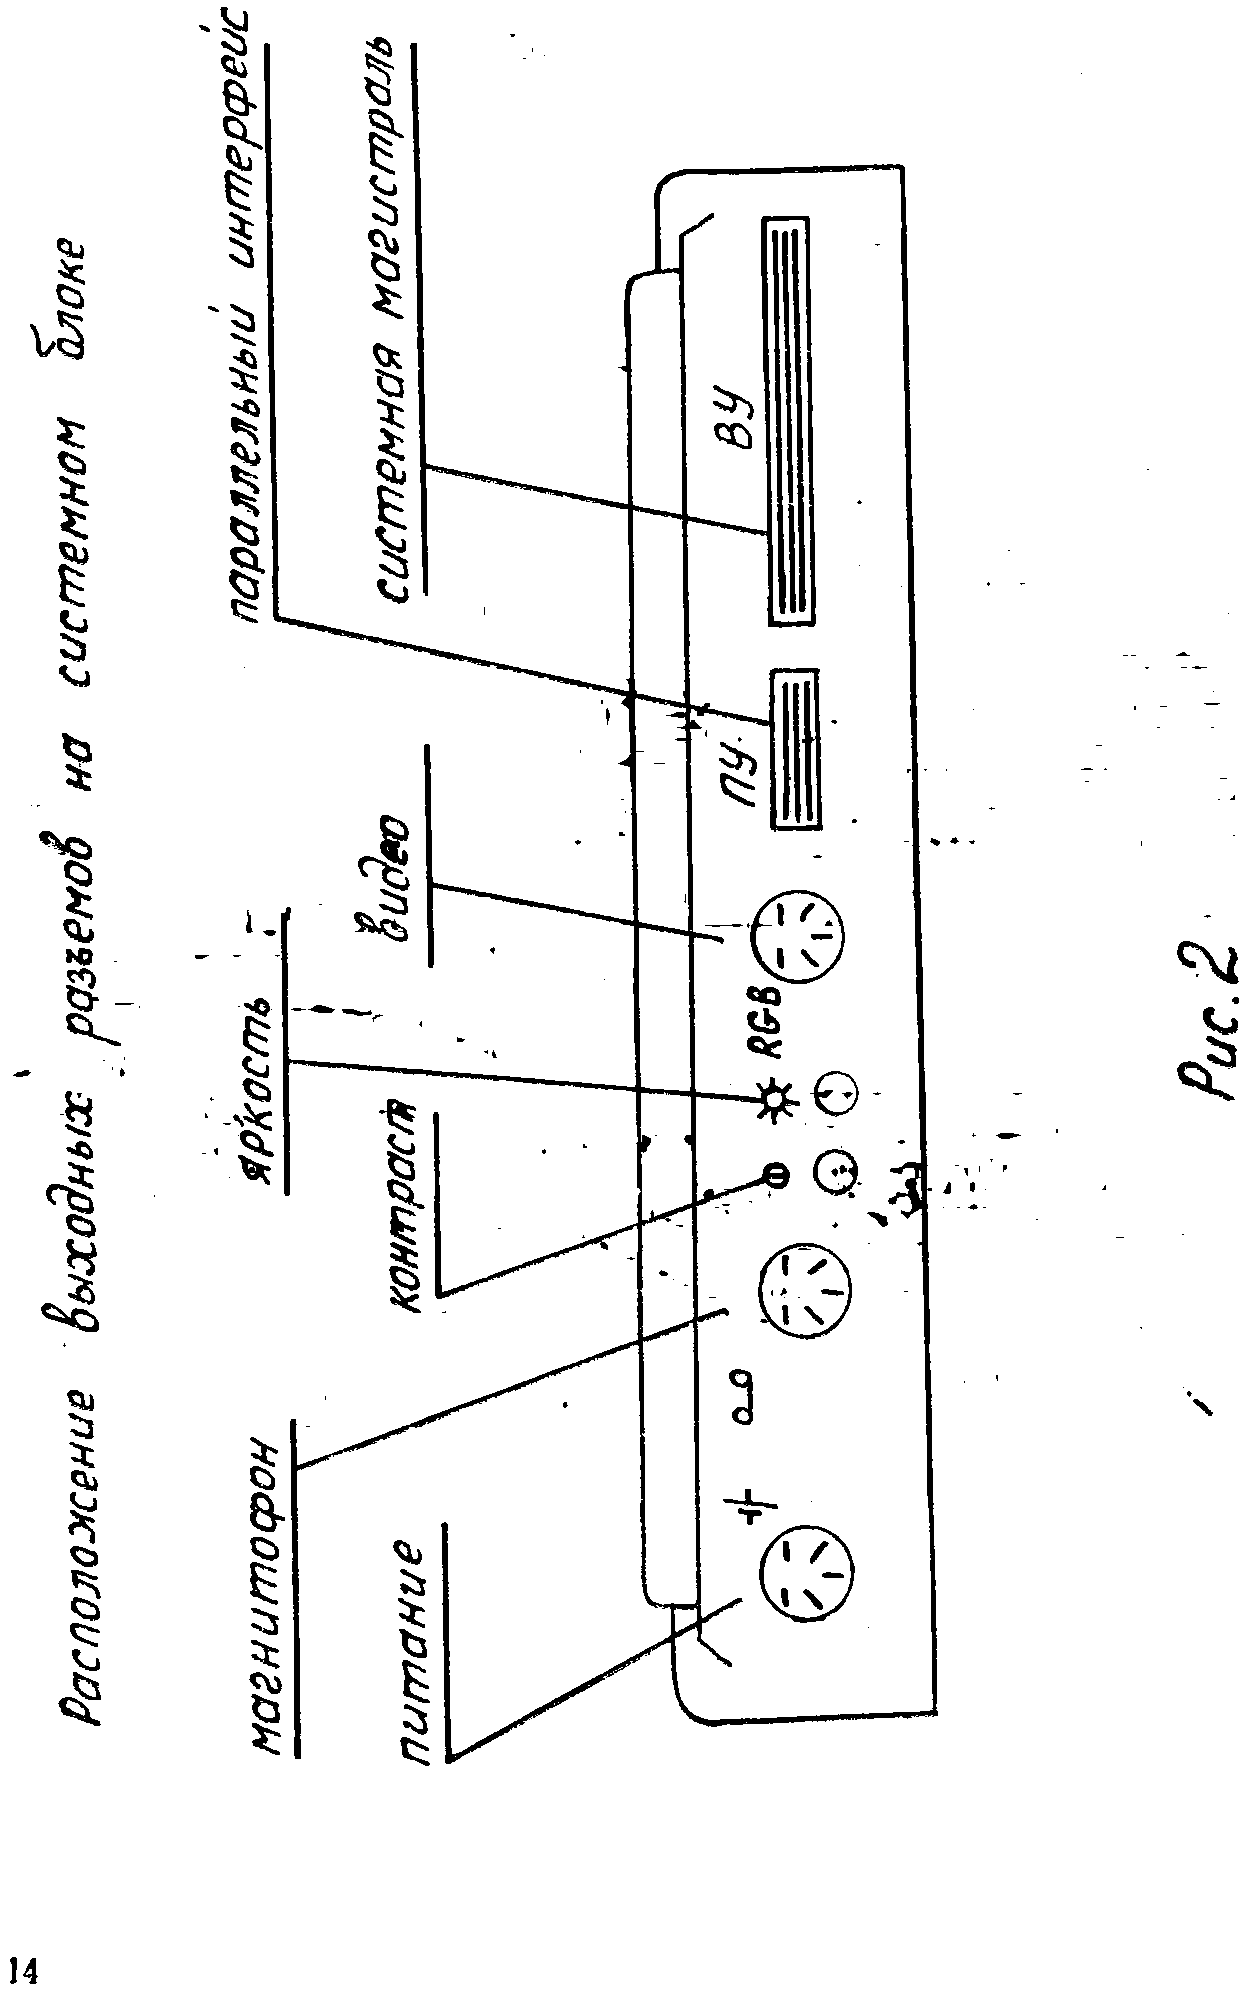 Расположение выходных разъемов на системном блоке
магнитофон
яркость
параллельный интерфейс
питание
контраст
видео
системная магистраль
RGB
ПУ
ВУ
Рис.2
14